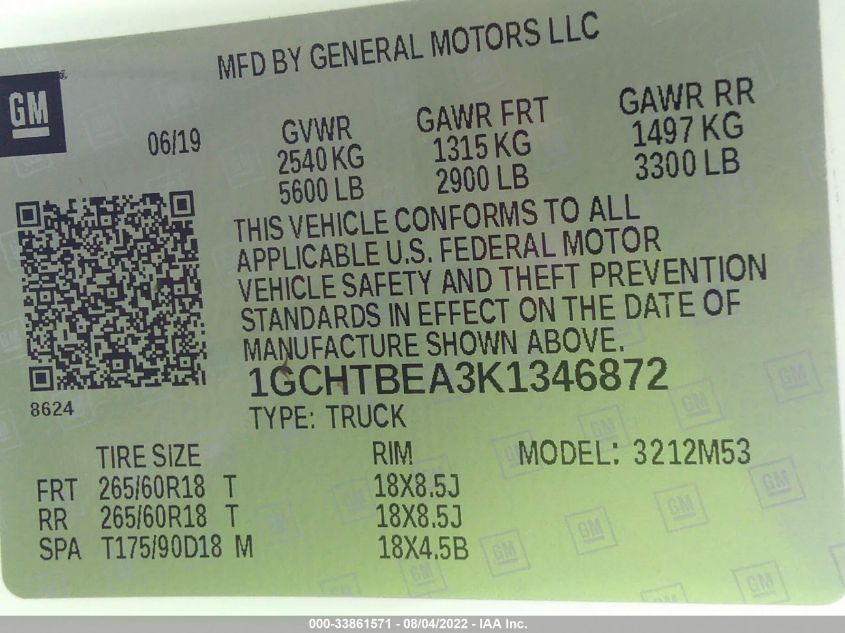 MFD BY GENERAL MOTORS LLC
GM
06/19
GVWR GAWR FRT GAWR RR
2540 KG 1315 KG 1497 KG
5600 LB 2900 LB 3300 LB
THIS VEHICLE CONFORMS TO ALL
APPLICABLE U.S. FEDERAL MOTOR
VEHICLE SAFETY AND THEFT PREVENTION
STANDARDS IN EFFECT ON THE DATE OF
MANUFACTURE SHOWN ABOVE.
1GCHTBEA3K1346872
8624
TYPE: TRUCK
TIRE SIZE RIM MODEL: 3212M53
FRT 265/60R18 T 18X8.5J
RR 265/60R18 T 18X8.5J
SPA T175/90D18 M 18X4.5B
000-33861571 - 08/04/2022 - IAA Inc.